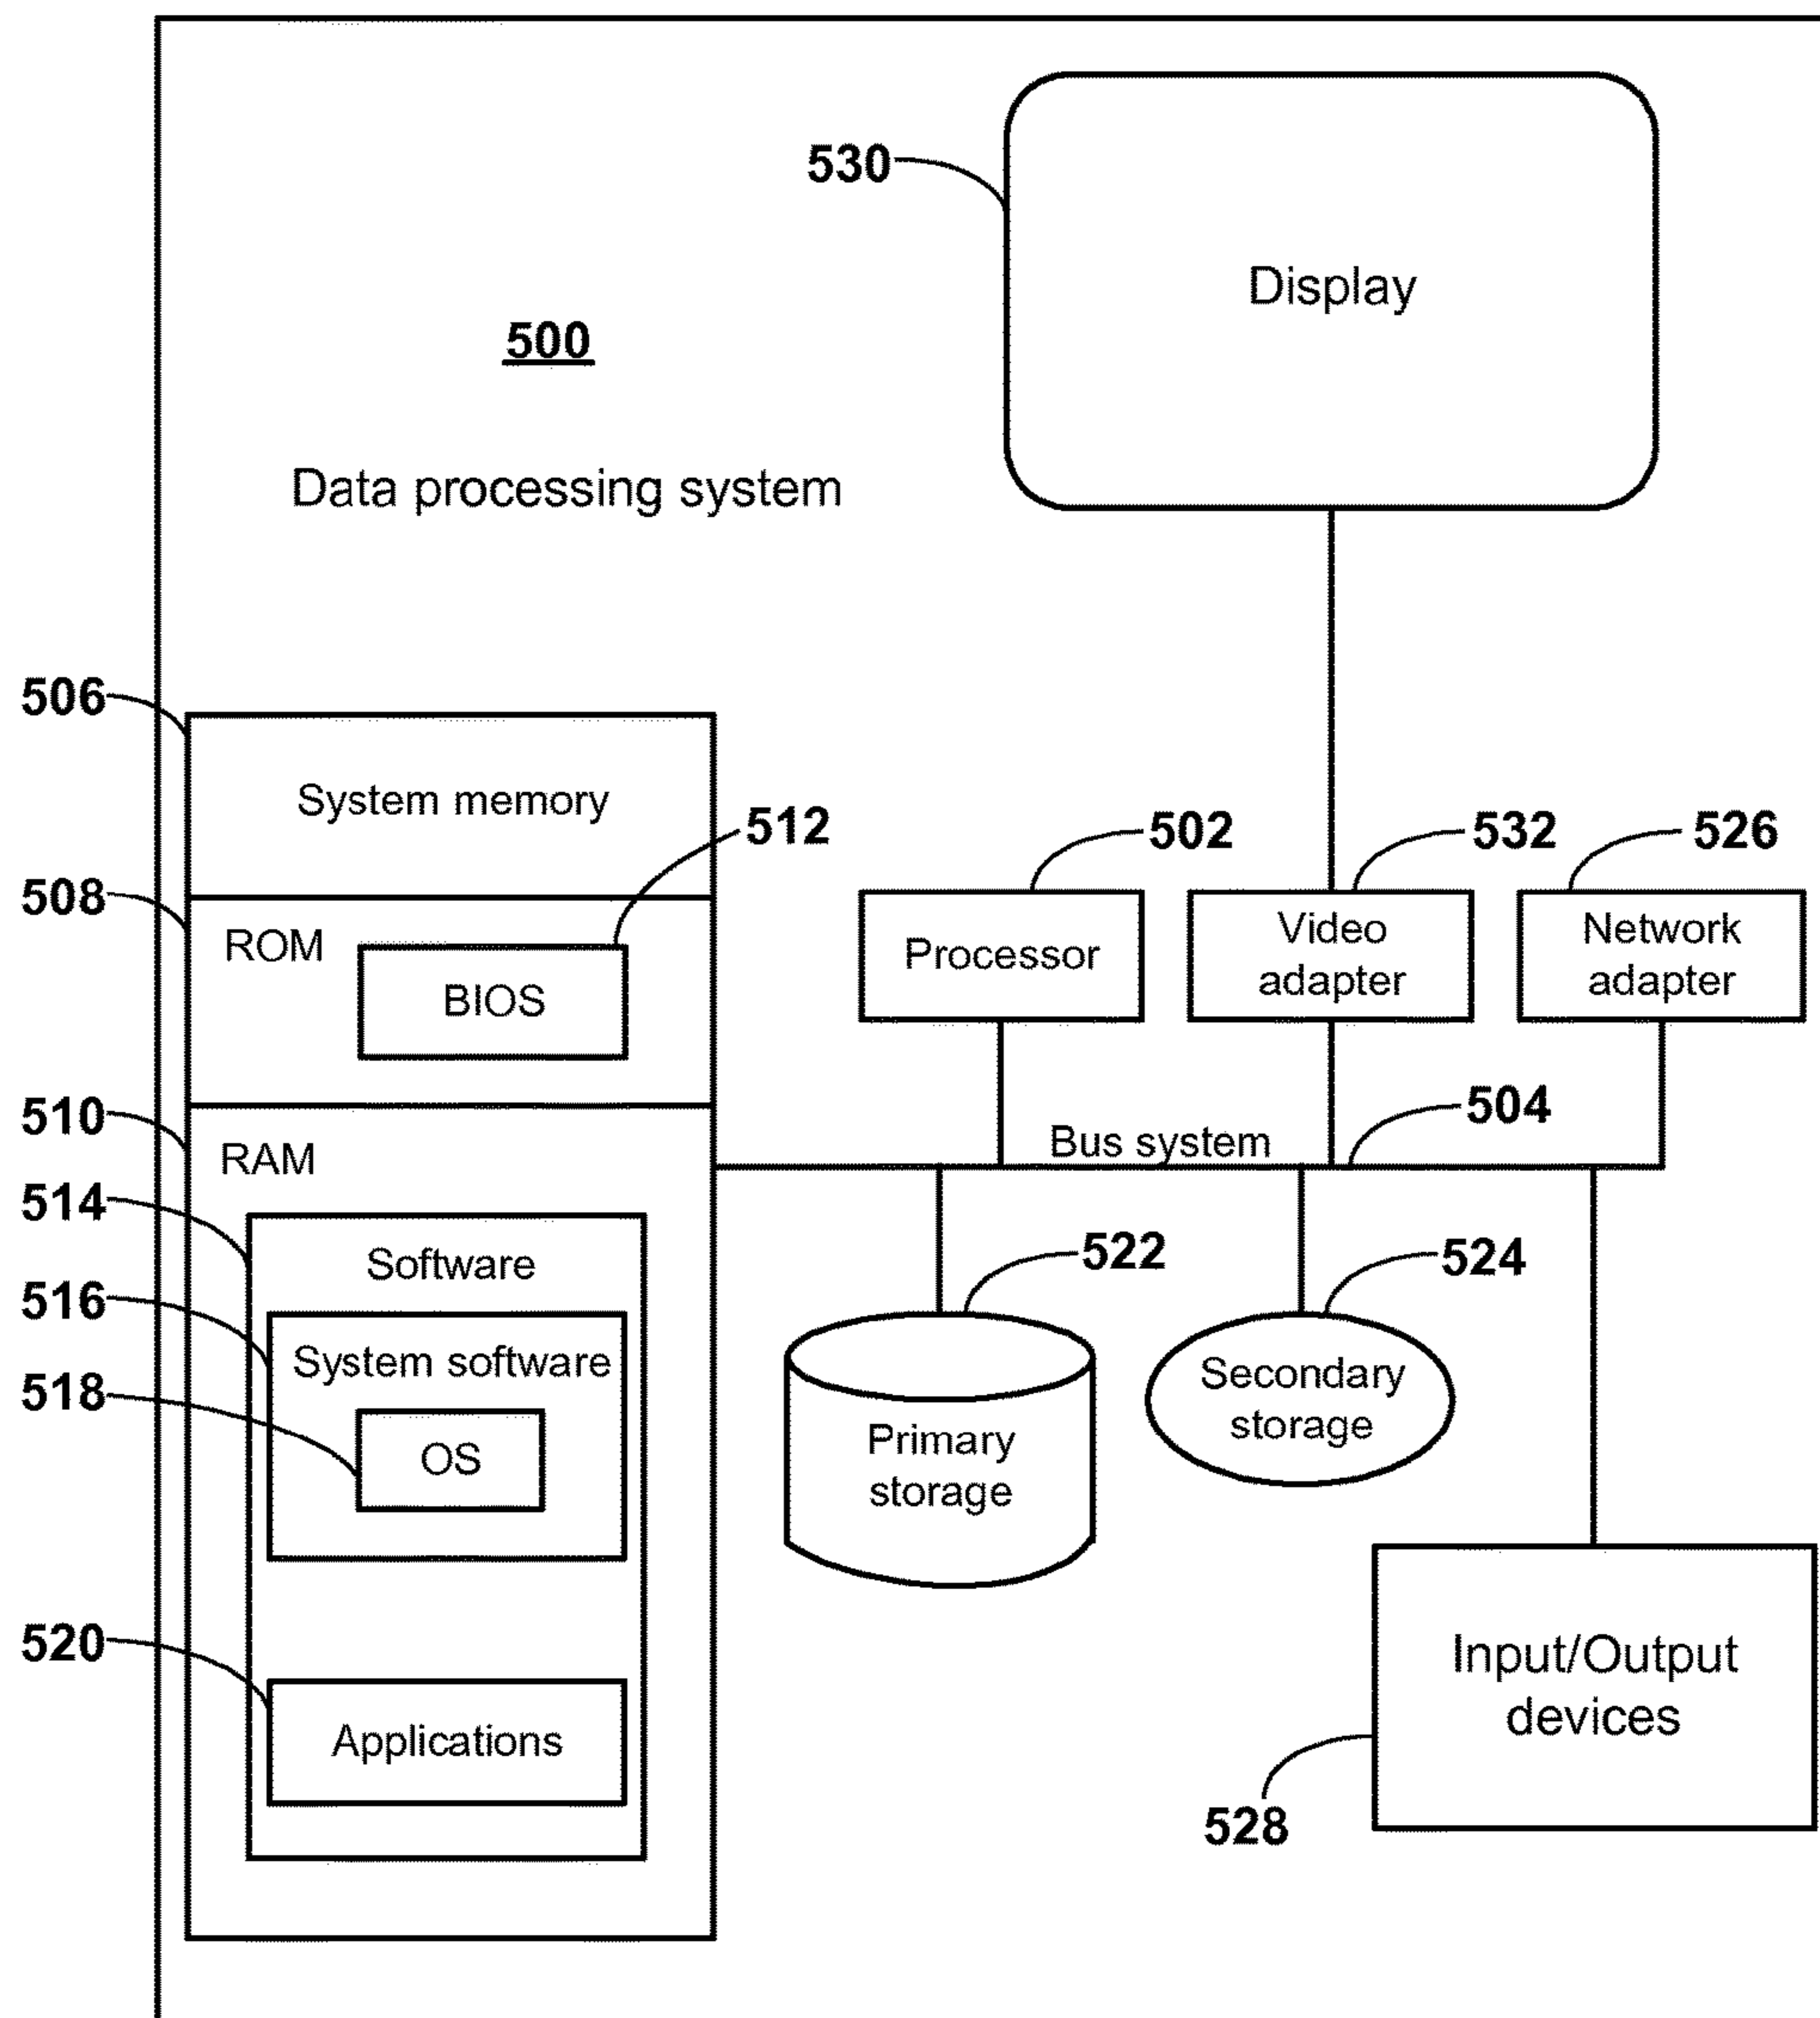 530
Display
500
Data processing system
506
System memory
512
502
532
526
508
ROM
BIOS
Processor
Video
adapter
Network
adapter
510
RAM
Bus system
504
514
Software
522
524
516
System software
518
OS
Primary
storage
Secondary
storage
520
Applications
Input/Output
devices
528